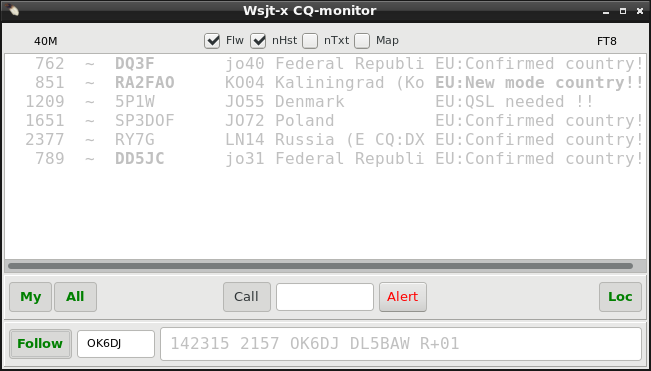 Wsjt-x CQ-monitor
40M Flw nHst nTxt Map FT8
762 ~ DQ3F jo40 Federal Republi EU:Confirmed country!
851 ~ RA2FAO KO04 Kaliningrad (Ko EU:New mode country!!
1209 ~ 5P1W JO55 Denmark EU:QSL needed !!
1651 ~ SP3DOF JO72 Poland EU:Confirmed country!
2377 ~ RY7G LN14 Russia (E CQ:DX EU:Confirmed country!
789 ~ DD5JC jo31 Federal Republi EU:Confirmed country!
My All Call Alert Loc
Follow OK6DJ 142315 2157 OK6DJ DL5BAW R+01